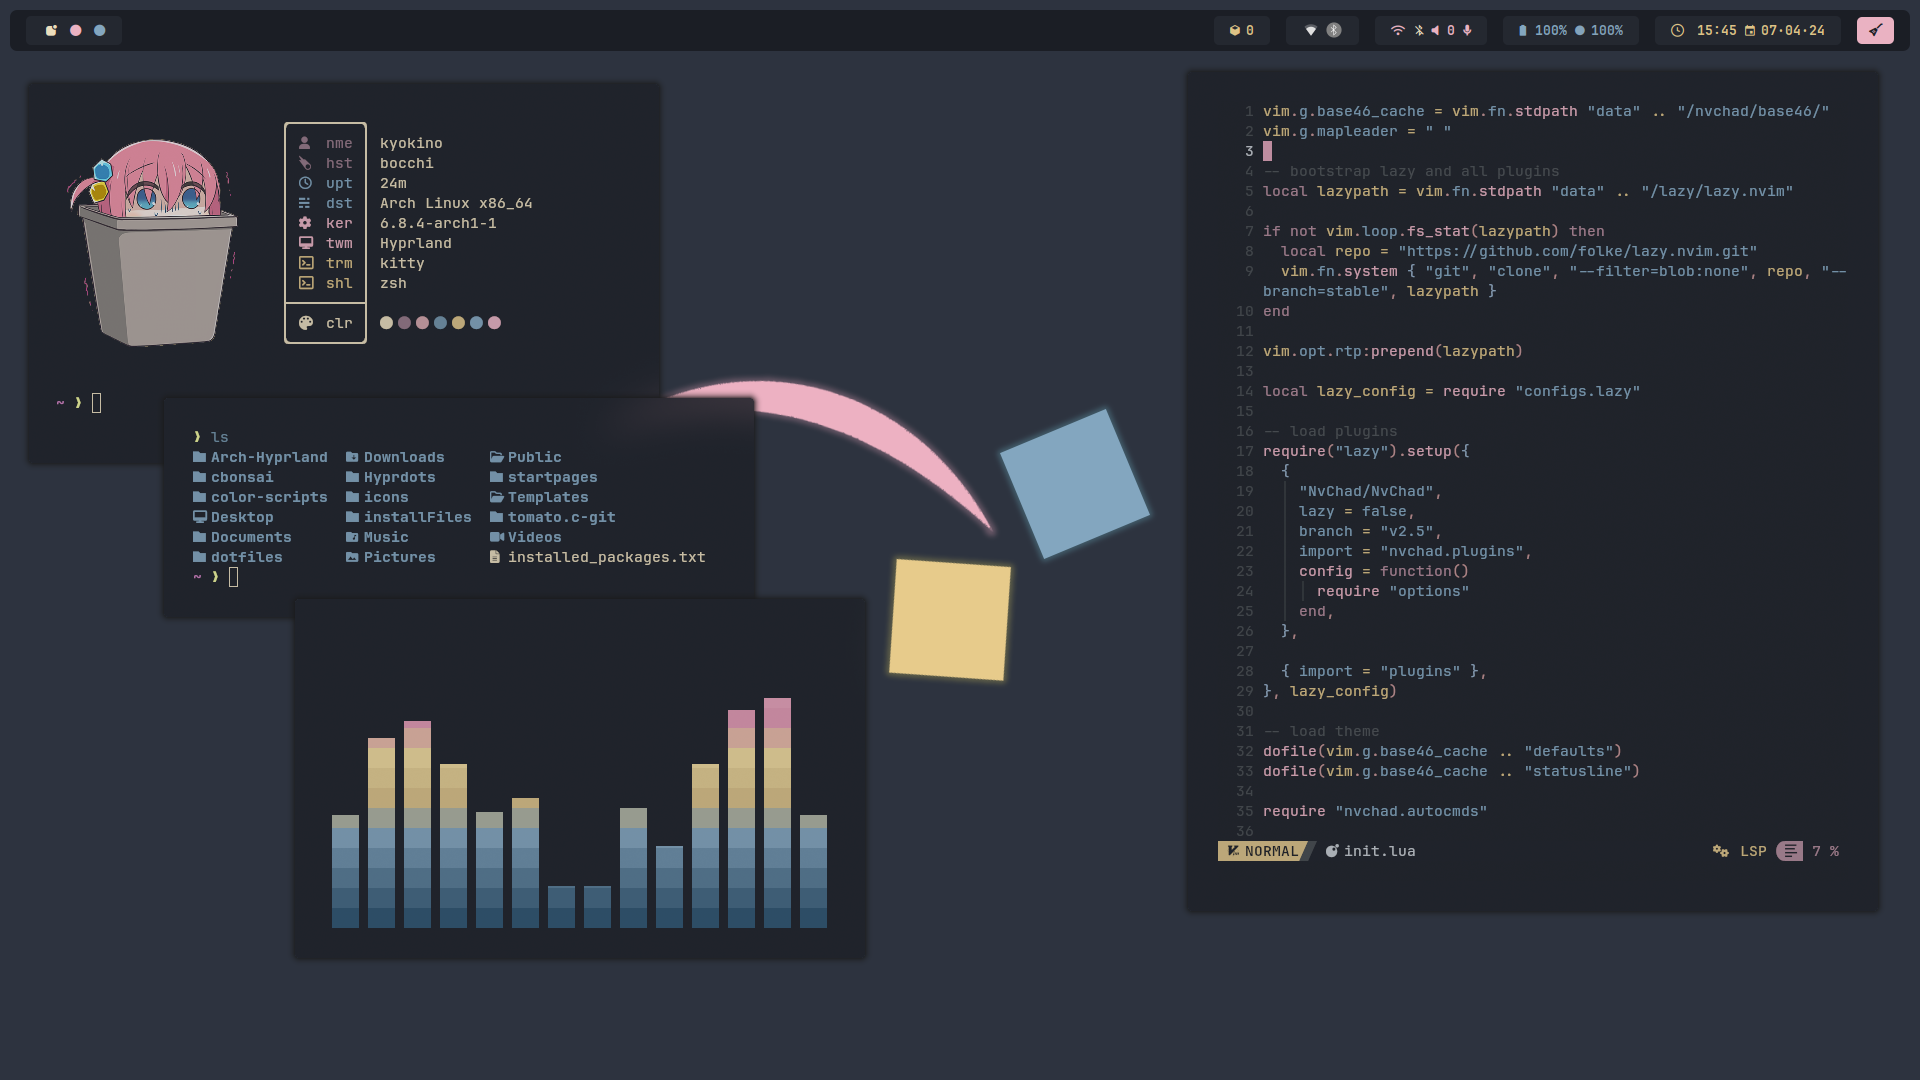 0
0
100% 100%
15:45 07·04·24
nme kyokino
hst bocchi
upt 24m
dst Arch Linux x86_64
ker 6.8.4-arch1-1
twm Hyprland
trm kitty
shl zsh
clr
~ ❱
❱ ls
Arch-Hyprland Downloads Public
cbonsai Hyprdots startpages
color-scripts icons Templates
Desktop installFiles tomato.c-git
Documents Music Videos
dotfiles Pictures installed_packages.txt
~ ❱
1 vim.g.base46_cache = vim.fn.stdpath "data" .. "/nvchad/base46/"
2 vim.g.mapleader = " "
3
4 -- bootstrap lazy and all plugins
5 local lazypath = vim.fn.stdpath "data" .. "/lazy/lazy.nvim"
6
7 if not vim.loop.fs_stat(lazypath) then
8 local repo = "https://github.com/folke/lazy.nvim.git"
9 vim.fn.system { "git", "clone", "--filter=blob:none", repo, "--
branch=stable", lazypath }
10 end
11
12 vim.opt.rtp:prepend(lazypath)
13
14 local lazy_config = require "configs.lazy"
15
16 -- load plugins
17 require("lazy").setup({
18 {
19 "NvChad/NvChad",
20 lazy = false,
21 branch = "v2.5",
22 import = "nvchad.plugins",
23 config = function()
24 require "options"
25 end,
26 },
27
28 { import = "plugins" },
29 }, lazy_config)
30
31 -- load theme
32 dofile(vim.g.base46_cache .. "defaults")
33 dofile(vim.g.base46_cache .. "statusline")
34
35 require "nvchad.autocmds"
36
NORMAL init.lua LSP 7 %